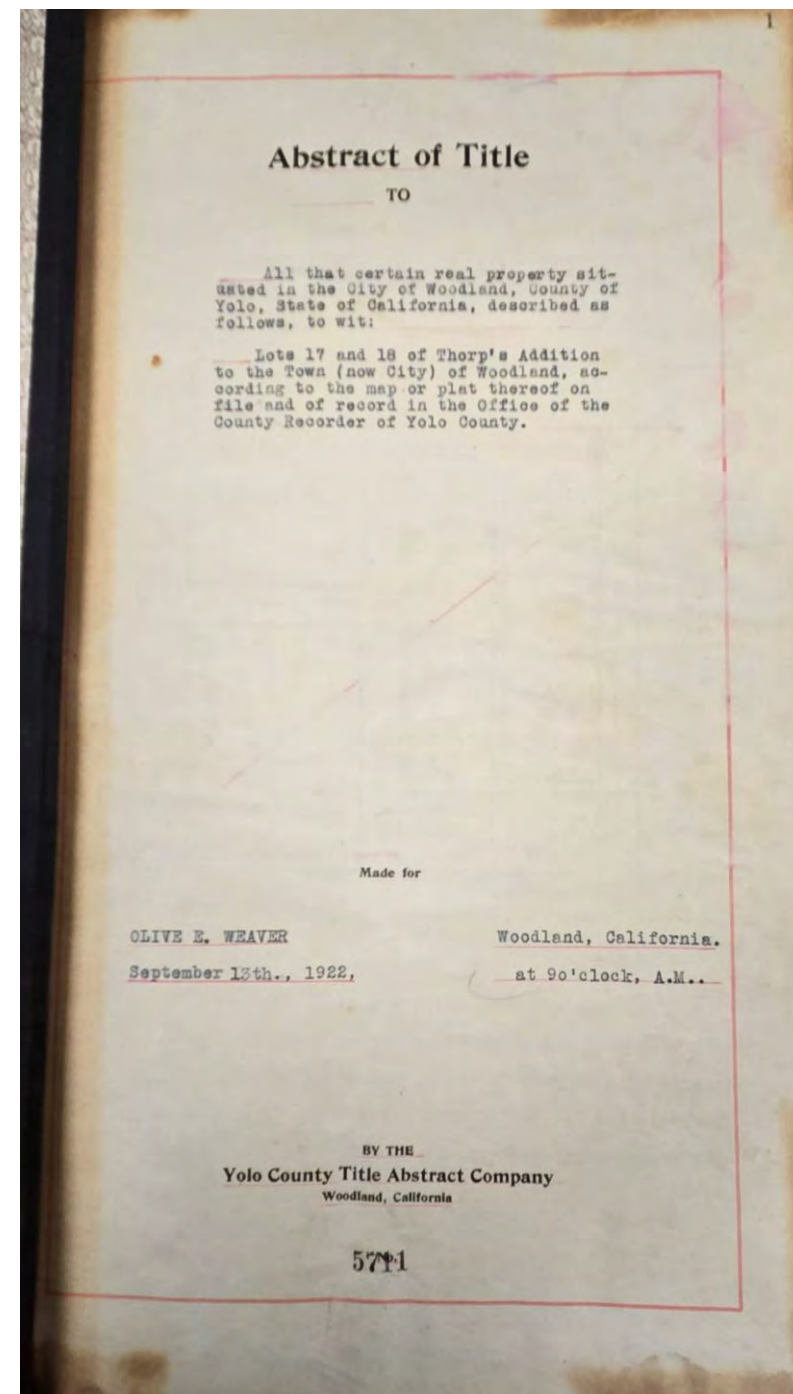 1
Abstract of Title
TO
All that certain real property sit-
uated in the City of Woodland, County of
Yolo, State of California, described as
follows, to wit:
Lots 17 and 18 of Thorp's Addition
to the Town (now City) of Woodland, ac-
cording to the map or plat thereof on
file and of record in the Office of the
County Recorder of Yolo County.
Made for
OLIVE E. WEAVER Woodland, California.
September 13th., 1922, at 9o'clock, A.M..
BY THE
Yolo County Title Abstract Company
Woodland, California